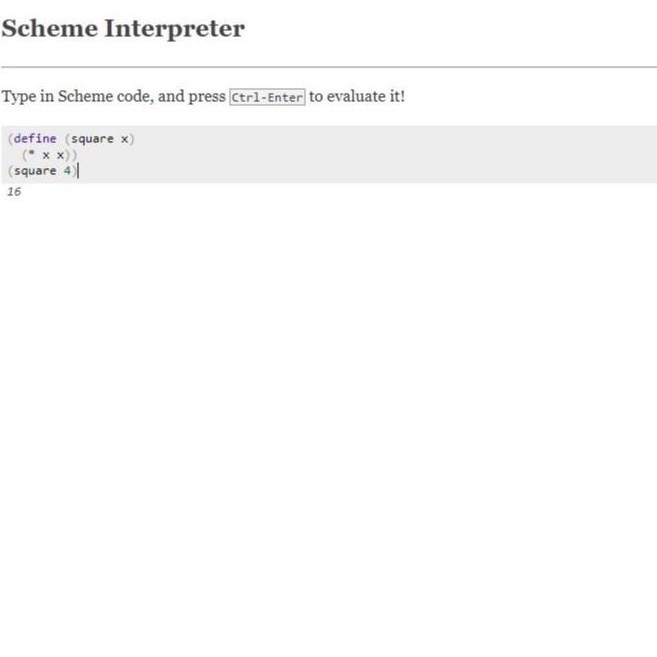 Scheme Interpreter
Type in Scheme code, and press Ctrl-Enter to evaluate it!
(define (square x)
  (* x x))
(square 4)
16